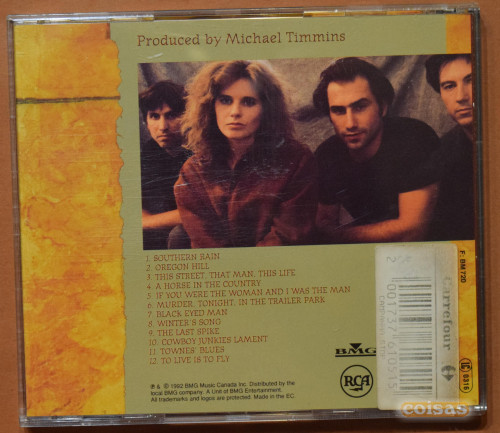 Produced by Michael Timmins
1. SOUTHERN RAIN
2. OREGON HILL
3. THIS STREET, THAT MAN, THIS LIFE
4. A HORSE IN THE COUNTRY
5. IF YOU WERE THE WOMAN AND I WAS THE MAN
6. MURDER, TONIGHT, IN THE TRAILER PARK
7. BLACK EYED MAN
8. WINTER'S SONG
9. THE LAST SPIKE
10. COWBOY JUNKIES LAMENT
11. TOWNES' BLUES
12. TO LIVE IS TO FLY
℗ & © 1992 BMG Music Canada Inc. Distributed by the
local BMG company. A Unit of BMG Entertainment.
All trademarks and logos are protected. Made in the EC
BMG
RCA
F: BM 720
Carrefour
0316
coisas